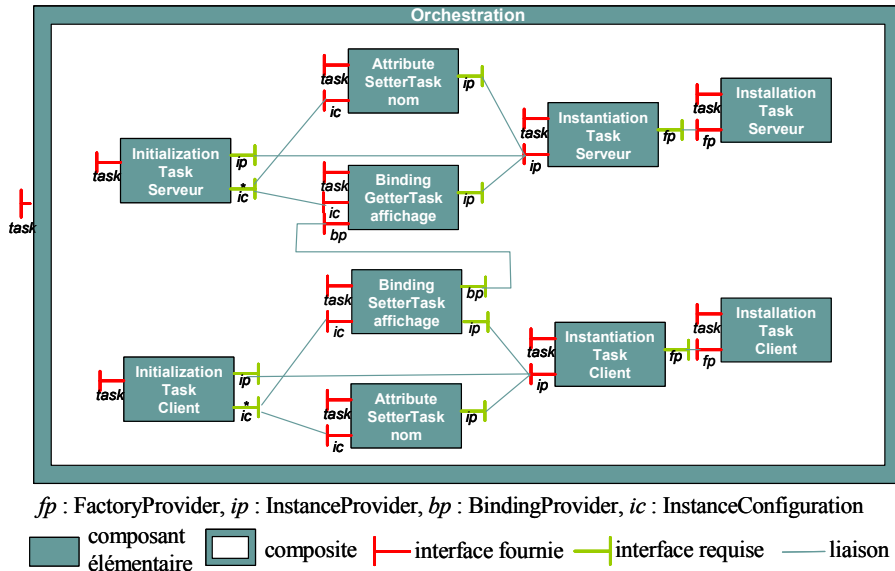 Orchestration
Attribute
SetterTask
nom
task
ic
ip
Instantiation
Task
Serveur
task
ip
fp
Installation
Task
Serveur
task
fp
Initialization
Task
Serveur
task
ip
*
ic
Binding
GetterTask
affichage
task
ic
bp
ip
task
Binding
SetterTask
affichage
task
ic
bp
ip
Instantiation
Task
Client
task
ip
fp
Installation
Task
Client
task
fp
Initialization
Task
Client
task
ip
*
ic
Attribute
SetterTask
nom
task
ic
ip
fp : FactoryProvider, ip : InstanceProvider, bp : BindingProvider, ic : InstanceConfiguration
composant
élémentaire
composite
interface fournie
interface requise
liaison